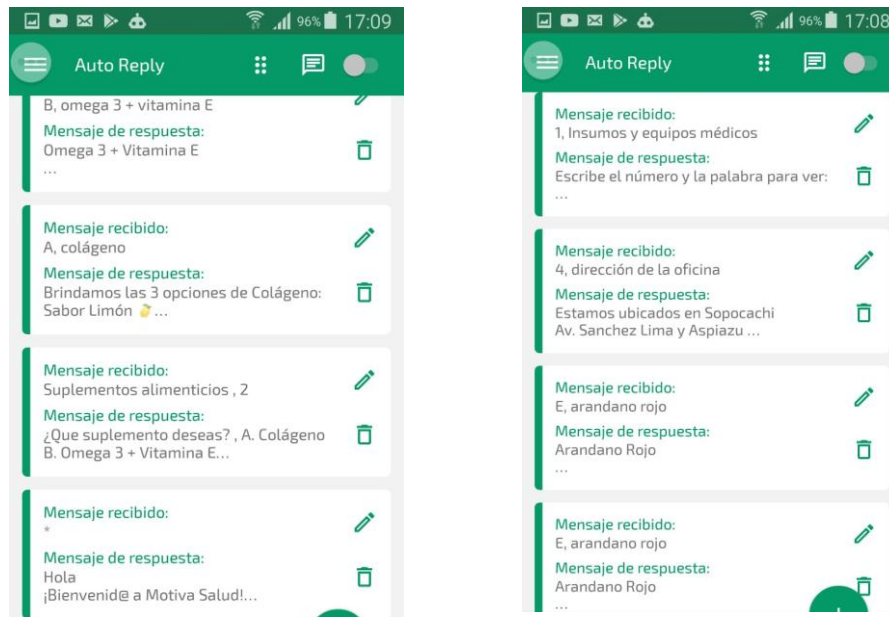 96% 17:09
Auto Reply
B, omega 3 + vitamina E
Mensaje de respuesta:
Omega 3 + Vitamina E
...
Mensaje recibido:
A, colágeno
Mensaje de respuesta:
Brindamos las 3 opciones de Colágeno:
Sabor Limón 🍋...
Mensaje recibido:
Suplementos alimenticios , 2
Mensaje de respuesta:
¿Que suplemento deseas? , A. Colágeno
B. Omega 3 + Vitamina E...
Mensaje recibido:
*
Mensaje de respuesta:
Hola
¡Bienvenid@ a Motiva Salud!...
96% 17:08
Auto Reply
Mensaje recibido:
1, Insumos y equipos médicos
Mensaje de respuesta:
Escribe el número y la palabra para ver:
...
Mensaje recibido:
4, dirección de la oficina
Mensaje de respuesta:
Estamos ubicados en Sopocachi
Av. Sanchez Lima y Aspiazu ...
Mensaje recibido:
E, arandano rojo
Mensaje de respuesta:
Arandano Rojo
...
Mensaje recibido:
E, arandano rojo
Mensaje de respuesta:
Arandano Rojo
...